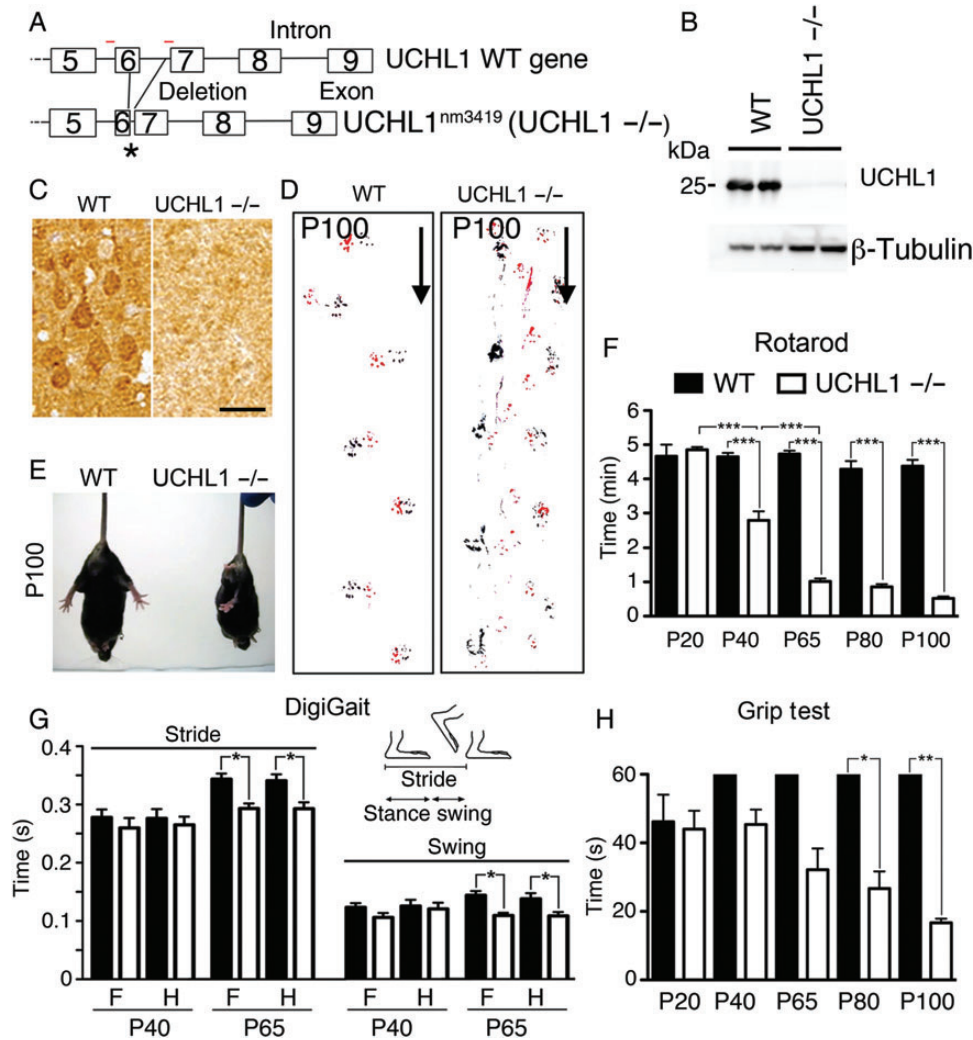 A
Intron
5 6 7 8 9 UCHL1 WT gene
Deletion Exon
5 6 7 8 9 UCHL1nm3419 (UCHL1 –/–)
*
B
WT UCHL1 –/–
kDa
25- UCHL1
β-Tubulin
C
WT UCHL1 –/–
D
WT UCHL1 –/–
P100 P100
E
WT UCHL1 –/–
P100
F
Rotarod
WT UCHL1 –/–
*** ***
*** *** *** ***
Time (min)
6
5
4
3
2
1
0
P20 P40 P65 P80 P100
G
DigiGait
Stride
* *
Stride
Stance swing
Swing
* *
Time (s)
0.4
0.3
0.2
0.1
0
F H F H F H F H
P40 P65 P40 P65
H
Grip test
* **
Time (s)
60
40
20
0
P20 P40 P65 P80 P100